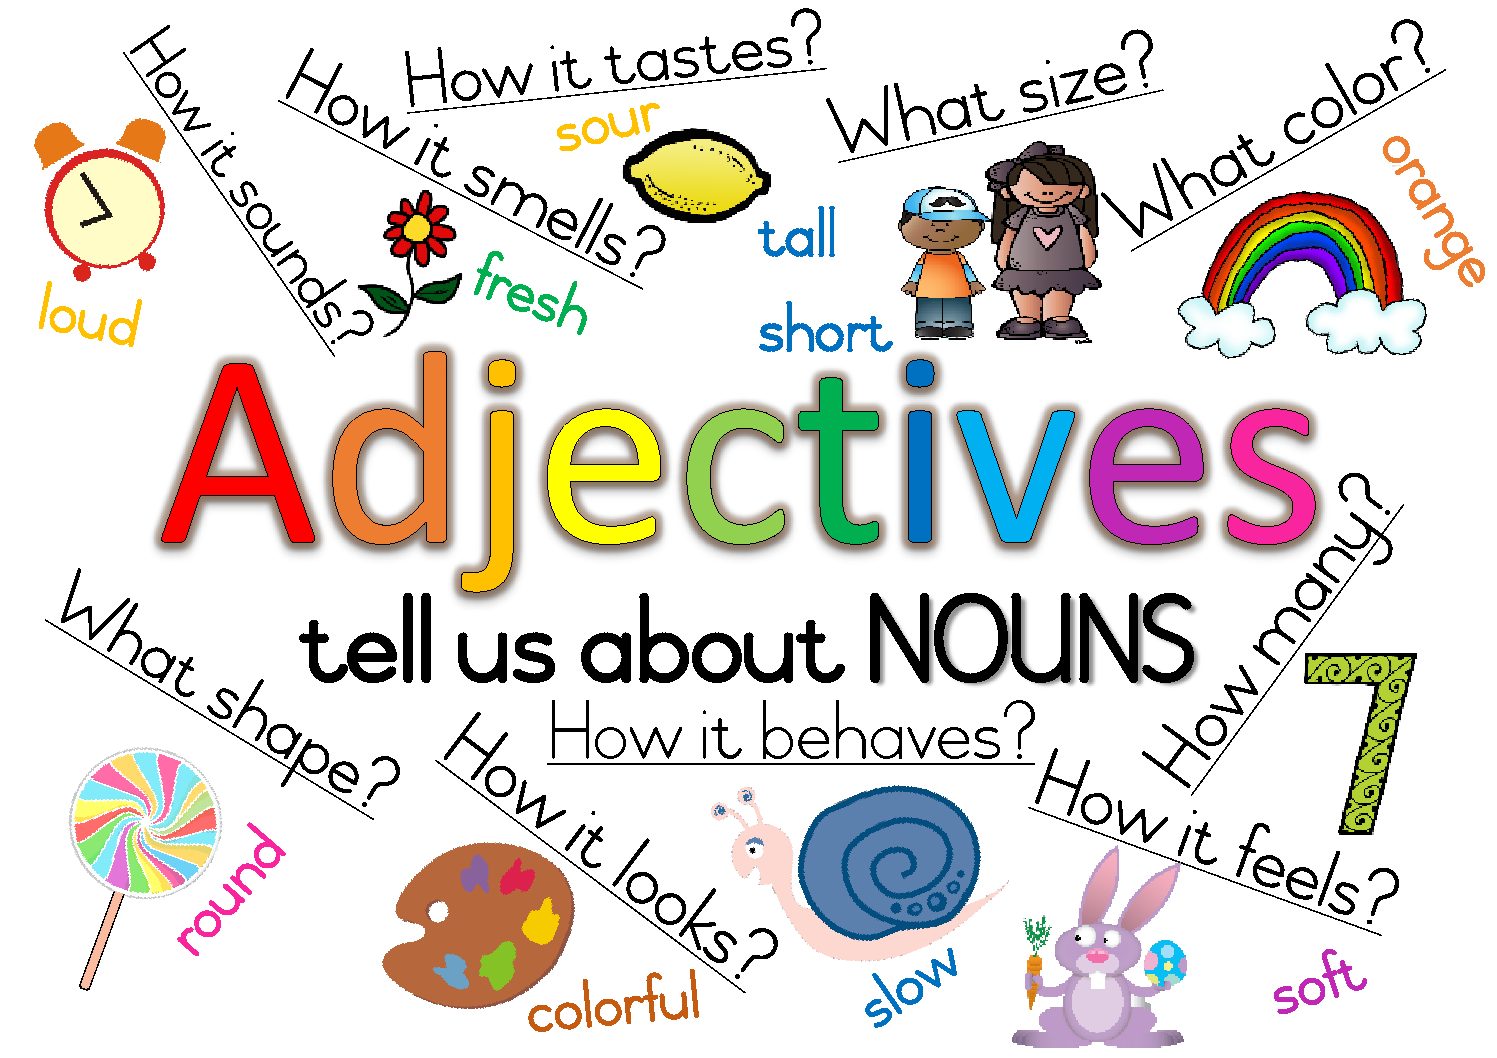 How it sounds?
loud
How it smells?
fresh
How it tastes?
sour
What size?
tall
short
What color?
orange
Adjectives
tell us about NOUNS
What shape?
round
How it looks?
colorful
How it behaves?
slow
How it feels?
soft
How many?
7